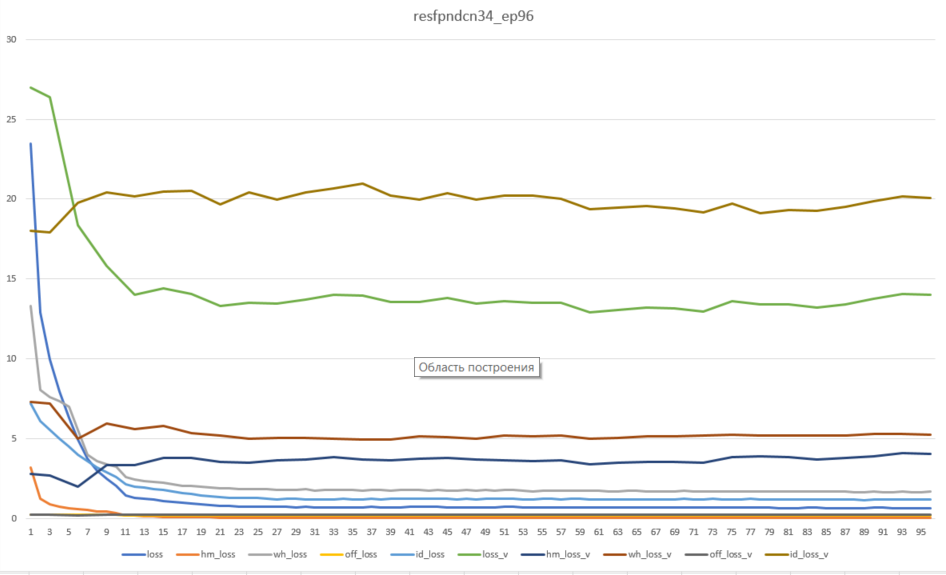 resfpndcn34_ep96
30
25
20
15
10
5
0
Область построения
1 3 5 7 9 11 13 15 17 19 21 23 25 27 29 31 33 35 37 39 41 43 45 47 49 51 53 55 57 59 61 63 65 67 69 71 73 75 77 79 81 83 85 87 89 91 93 95
loss hm_loss wh_loss off_loss id_loss loss_v hm_loss_v wh_loss_v off_loss_v id_loss_v